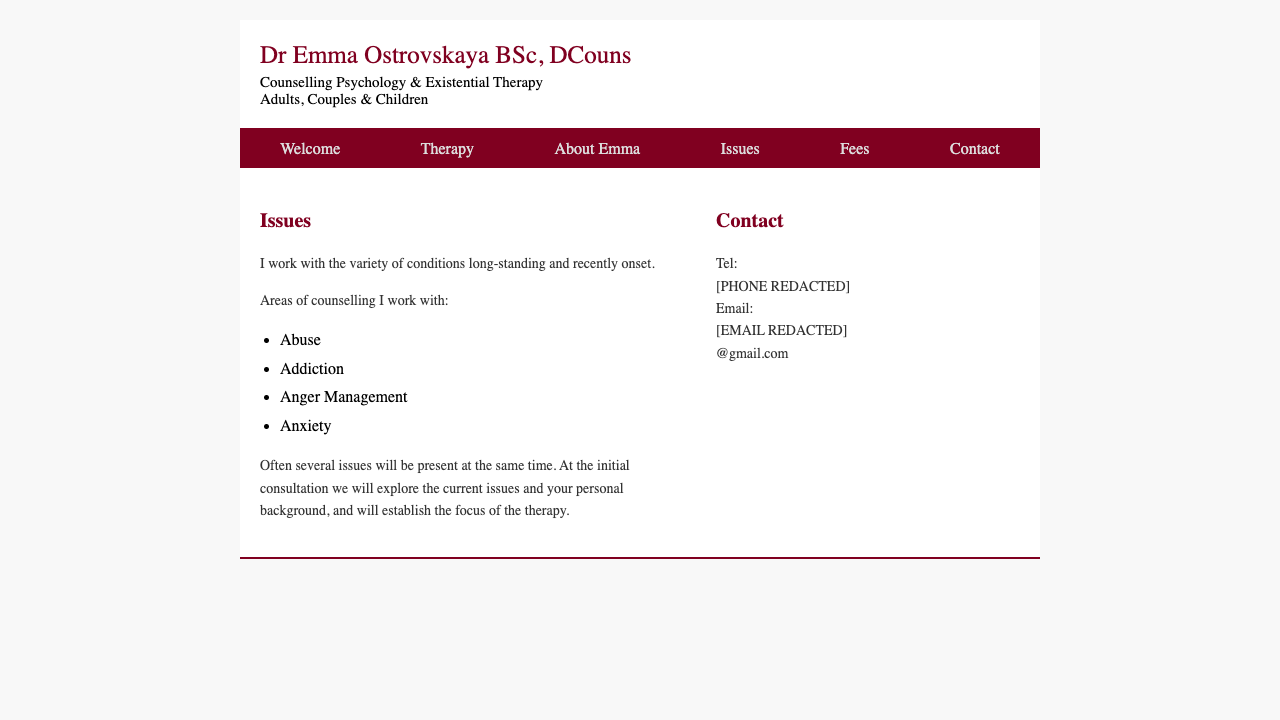 Dr Emma Ostrovskaya BSc, DCouns
Counselling Psychology & Existential Therapy
Adults, Couples & Children
Welcome Therapy About Emma Issues Fees Contact
Issues
I work with the variety of conditions long-standing and recently onset.
Areas of counselling I work with:
• Abuse
• Addiction
• Anger Management
• Anxiety
Often several issues will be present at the same time. At the initial
consultation we will explore the current issues and your personal
background, and will establish the focus of the therapy.
Contact
Tel:
[PHONE REDACTED]
Email:
[EMAIL REDACTED]
@gmail.com